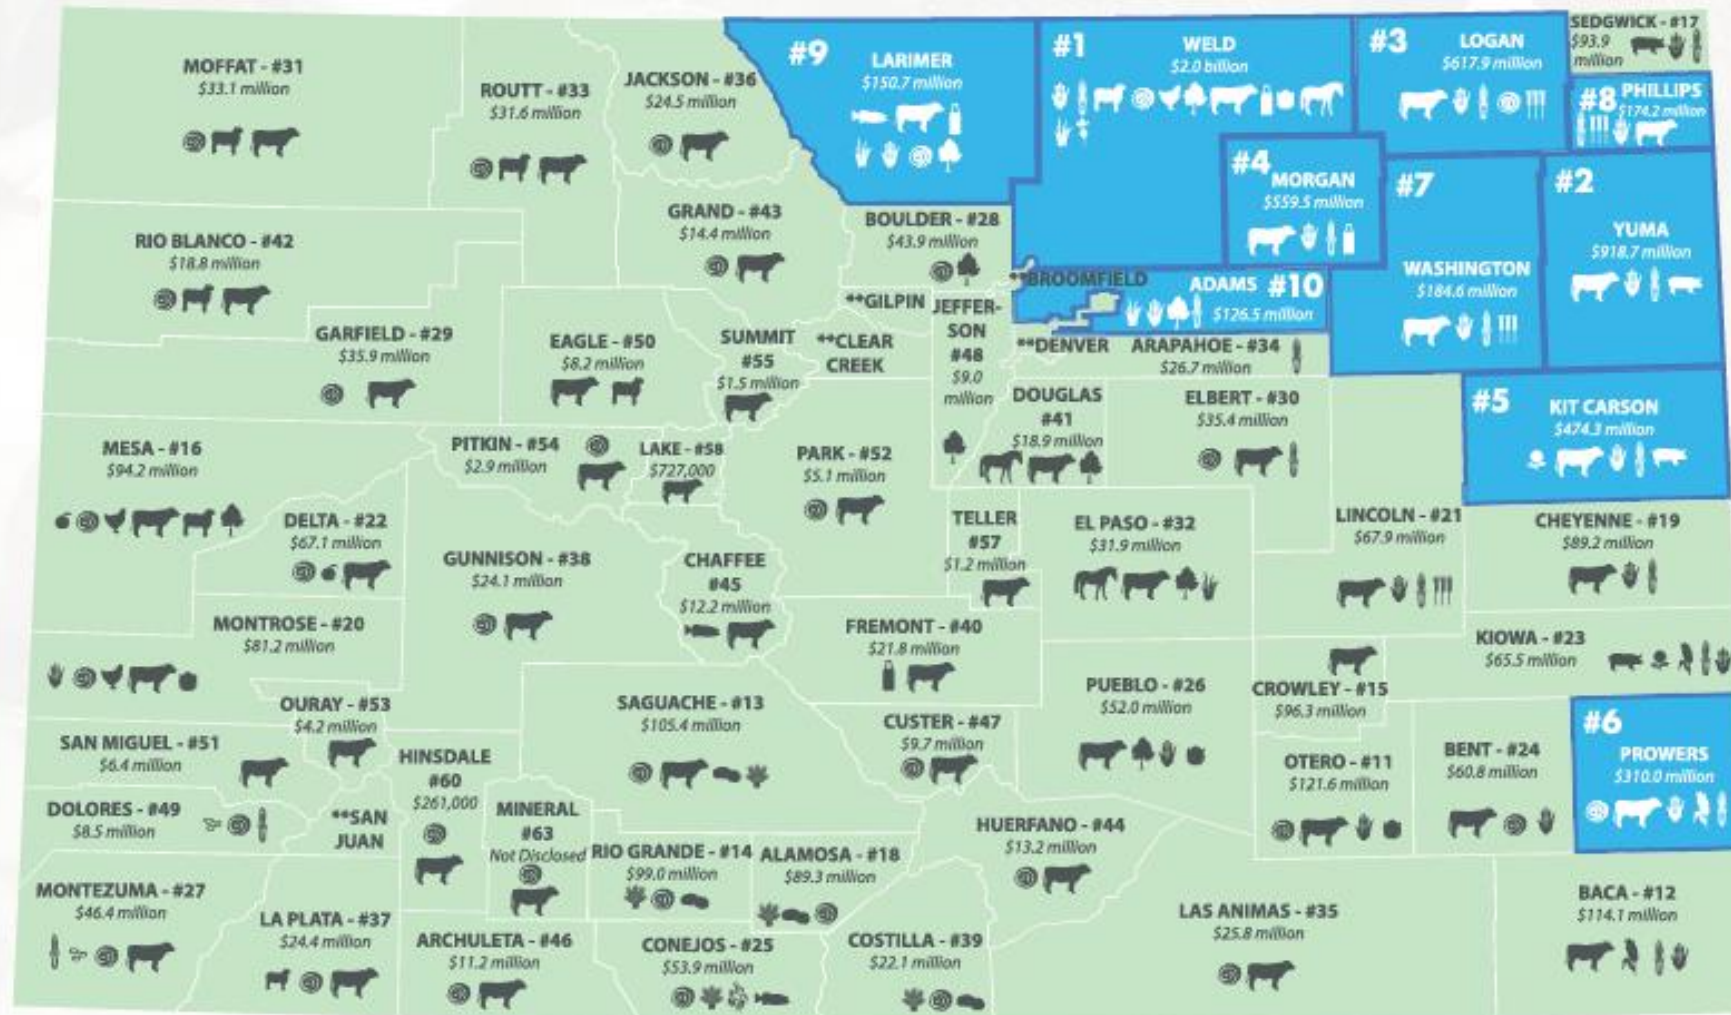 MOFFAT - #31
$33.1 million
ROUTT - #33
$31.6 million
JACKSON - #36
$24.5 million
#9
LARIMER
$150.7 million
#1
WELD
$2.0 billion
#3
LOGAN
$617.9 million
SEDGWICK - #17
$93.9
million
#8
PHILLIPS
$174.2 million
#4
MORGAN
$559.5 million
#7
WASHINGTON
$184.6 million
#2
YUMA
$918.7 million
RIO BLANCO - #42
$18.8 million
GRAND - #43
$14.4 million
BOULDER - #28
$43.9 million
**BROOMFIELD
ADAMS #10
$126.5 million
GARFIELD - #29
$35.9 million
EAGLE - #50
$8.2 million
SUMMIT
#55
$1.5 million
**GILPIN
**CLEAR
CREEK
JEFFER-
SON
#48
$9.0
million
**DENVER
ARAPAHOE - #34
$26.7 million
DOUGLAS
#41
$18.9 million
ELBERT - #30
$35.4 million
#5
KIT CARSON
$474.3 million
MESA - #16
$94.2 million
PITKIN - #54
$2.9 million
LAKE - #58
$727,000
PARK - #52
$5.1 million
DELTA - #22
$67.1 million
GUNNISON - #38
$24.1 million
CHAFFEE
#45
$12.2 million
TELLER
#57
$1.2 million
EL PASO - #32
$31.9 million
LINCOLN - #21
$67.9 million
CHEYENNE - #19
$89.2 million
MONTROSE - #20
$81.2 million
FREMONT - #40
$21.8 million
KIOWA - #23
$65.5 million
OURAY - #53
$4.2 million
SAGUACHE - #13
$105.4 million
CUSTER - #47
$9.7 million
PUEBLO - #26
$52.0 million
CROWLEY - #15
$96.3 million
#6
PROWERS
$310.0 million
SAN MIGUEL - #51
$6.4 million
HINSDALE
#60
$261,000
OTERO - #11
$121.6 million
BENT - #24
$60.8 million
DOLORES - #49
$8.5 million
**SAN
JUAN
MINERAL
#63
Not Disclosed
RIO GRANDE - #14
$99.0 million
ALAMOSA - #18
$89.3 million
HUERFANO - #44
$13.2 million
MONTEZUMA - #27
$46.4 million
LA PLATA - #37
$24.4 million
ARCHULETA - #46
$11.2 million
CONEJOS - #25
$53.9 million
COSTILLA - #39
$22.1 million
LAS ANIMAS - #35
$25.8 million
BACA - #12
$114.1 million